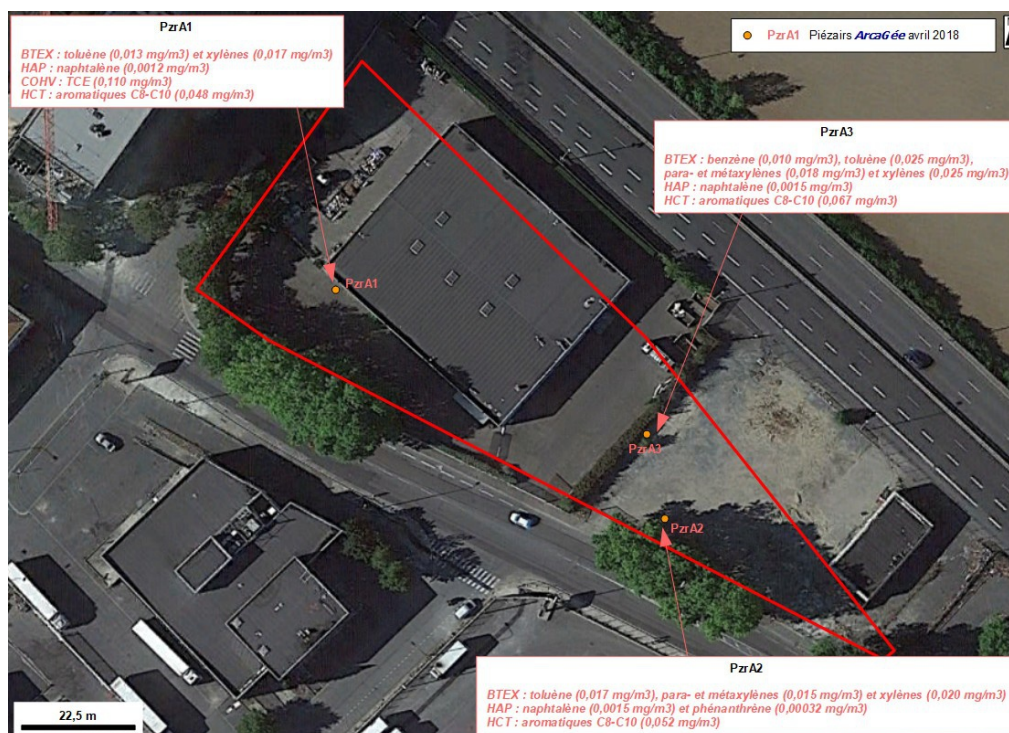 PzrA1
BTEX : toluène (0,013 mg/m3) et xylènes (0,017 mg/m3)
HAP : naphtalène (0,0012 mg/m3)
COHV : TCE (0,110 mg/m3)
HCT : aromatiques C8-C10 (0,048 mg/m3)
PzrA1 Piézairs ArcaGée avril 2018
PzrA3
BTEX : benzène (0,010 mg/m3), toluène (0,025 mg/m3),
para- et métaxylènes (0,018 mg/m3) et xylènes (0,025 mg/m3)
HAP : naphtalène (0,0015 mg/m3)
HCT : aromatiques C8-C10 (0,067 mg/m3)
PzrA1
PzrA3
PzrA2
PzrA2
BTEX : toluène (0,017 mg/m3), para- et métaxylènes (0,015 mg/m3) et xylènes (0,020 mg/m3)
HAP : naphtalène (0,0015 mg/m3) et phénanthrène (0,00032 mg/m3)
HCT : aromatiques C8-C10 (0,052 mg/m3)
22,5 m